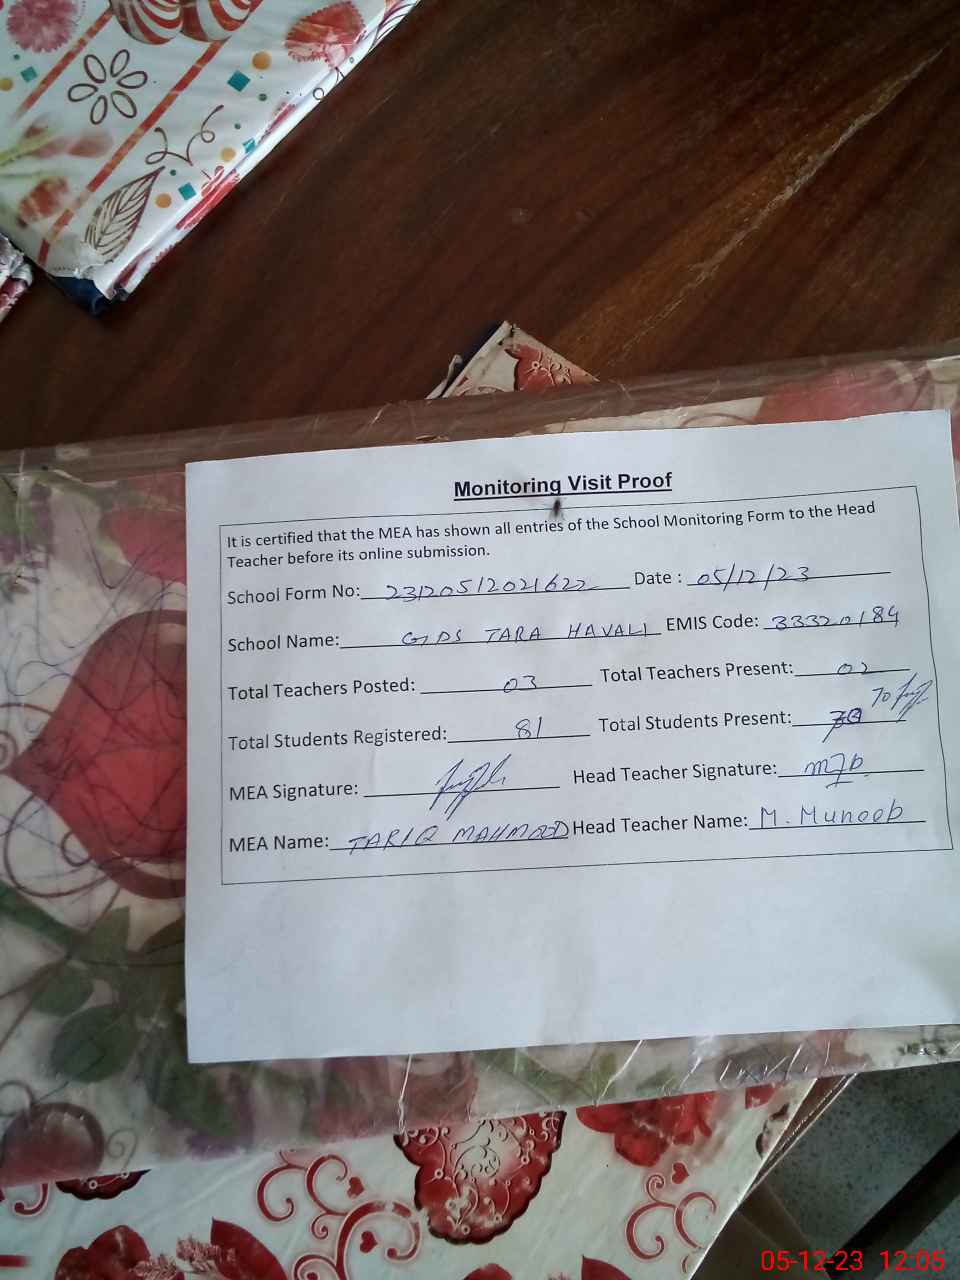 Monitoring Visit Proof
It is certified that the MEA has shown all entries of the School Monitoring Form to the Head
Teacher before its online submission.
School Form No: 23120512021622 Date : 05/12/23
School Name: GPS TARA HAVALI EMIS Code: 33320184
Total Teachers Posted: 03 Total Teachers Present: 02
Total Students Registered: 81 Total Students Present: 70
MEA Signature: Head Teacher Signature:
MEA Name: TARIQ MAHMOOD Head Teacher Name: M. Muneeb
05-12-23 12:05